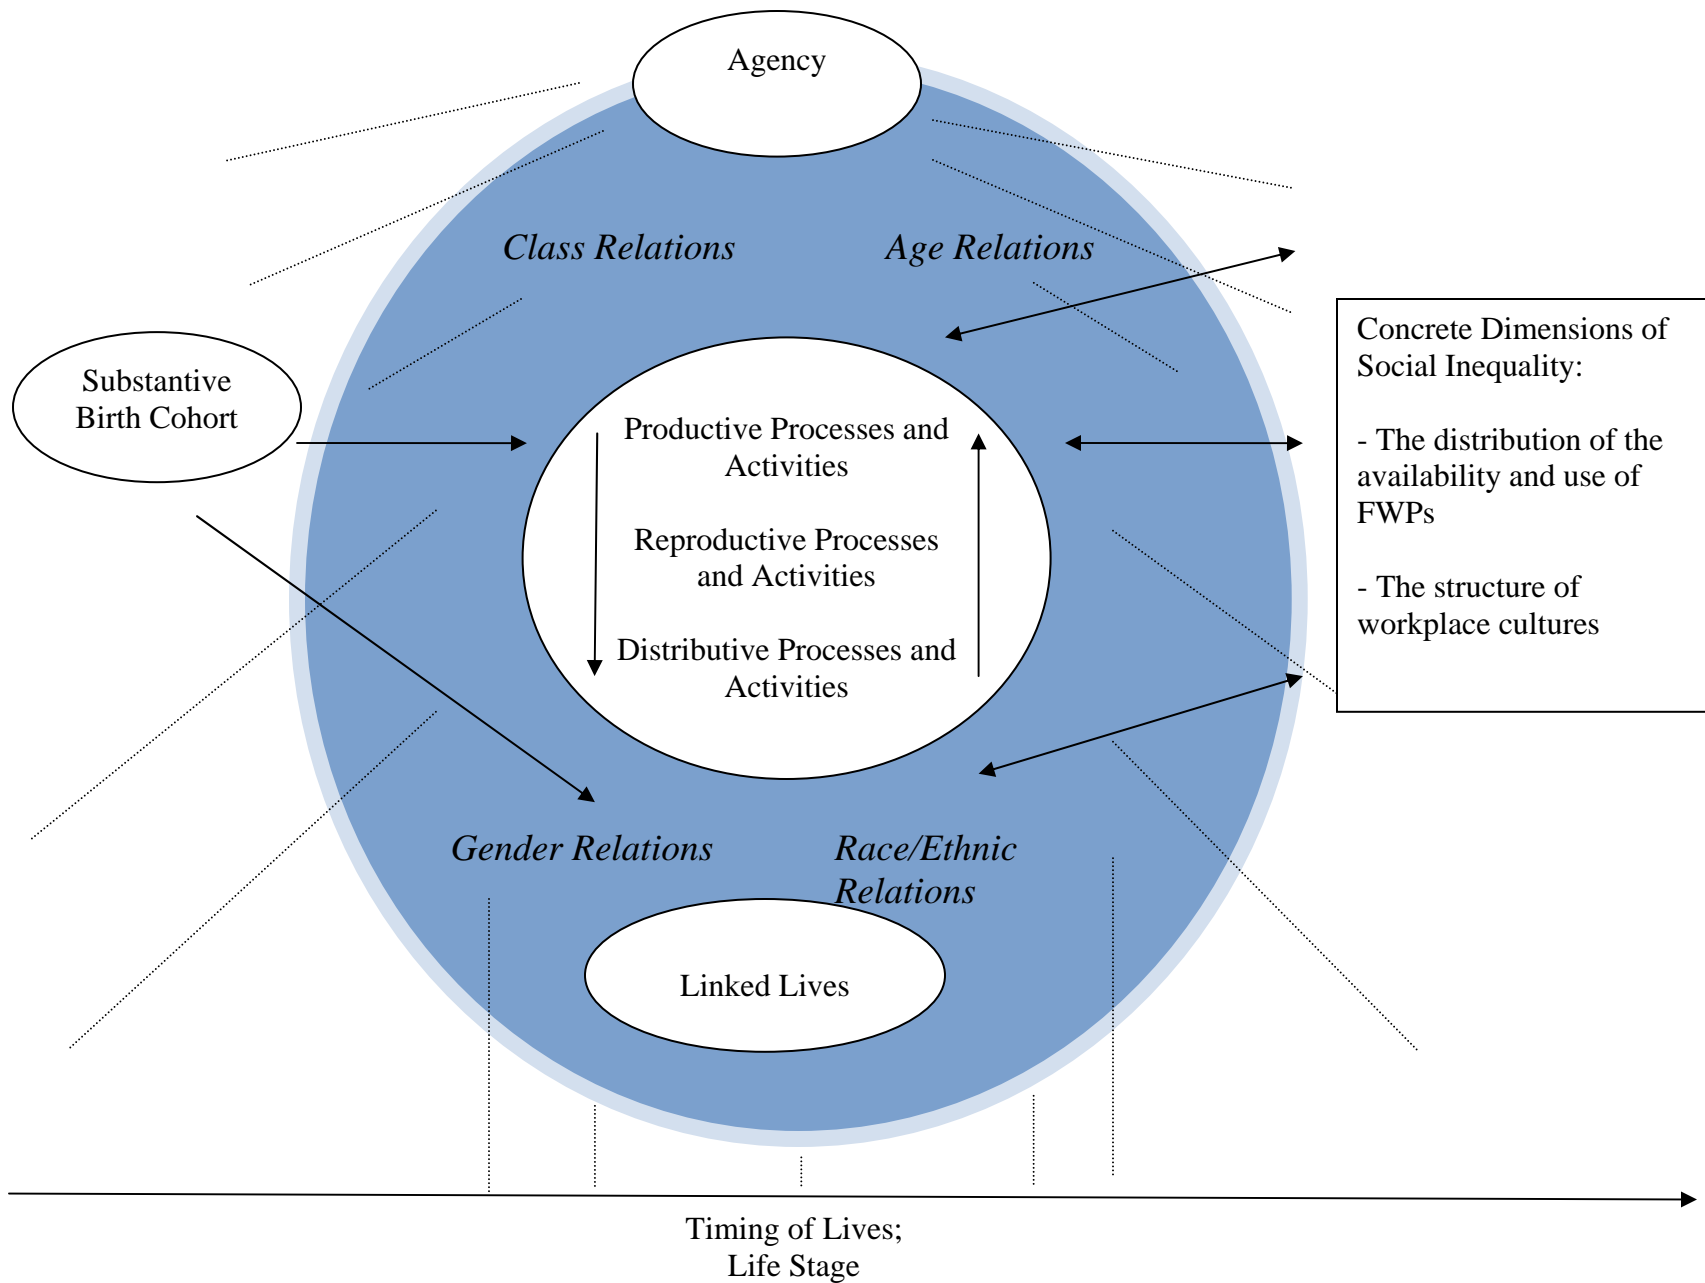 Agency
Class Relations
Age Relations
Substantive
Birth Cohort
Productive Processes and
Activities
Reproductive Processes
and Activities
Distributive Processes and
Activities
Concrete Dimensions of
Social Inequality:
- The distribution of the
availability and use of
FWPs
- The structure of
workplace cultures
Gender Relations
Race/Ethnic
Relations
Linked Lives
Timing of Lives;
Life Stage